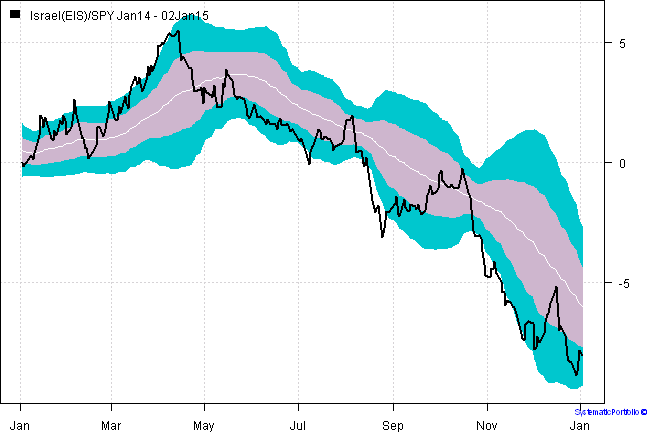 Israel(EIS)/SPY Jan14 - 02Jan15
5
0
-5
Jan Mar May Jul Sep Nov Jan
SystematicPortfolio ©